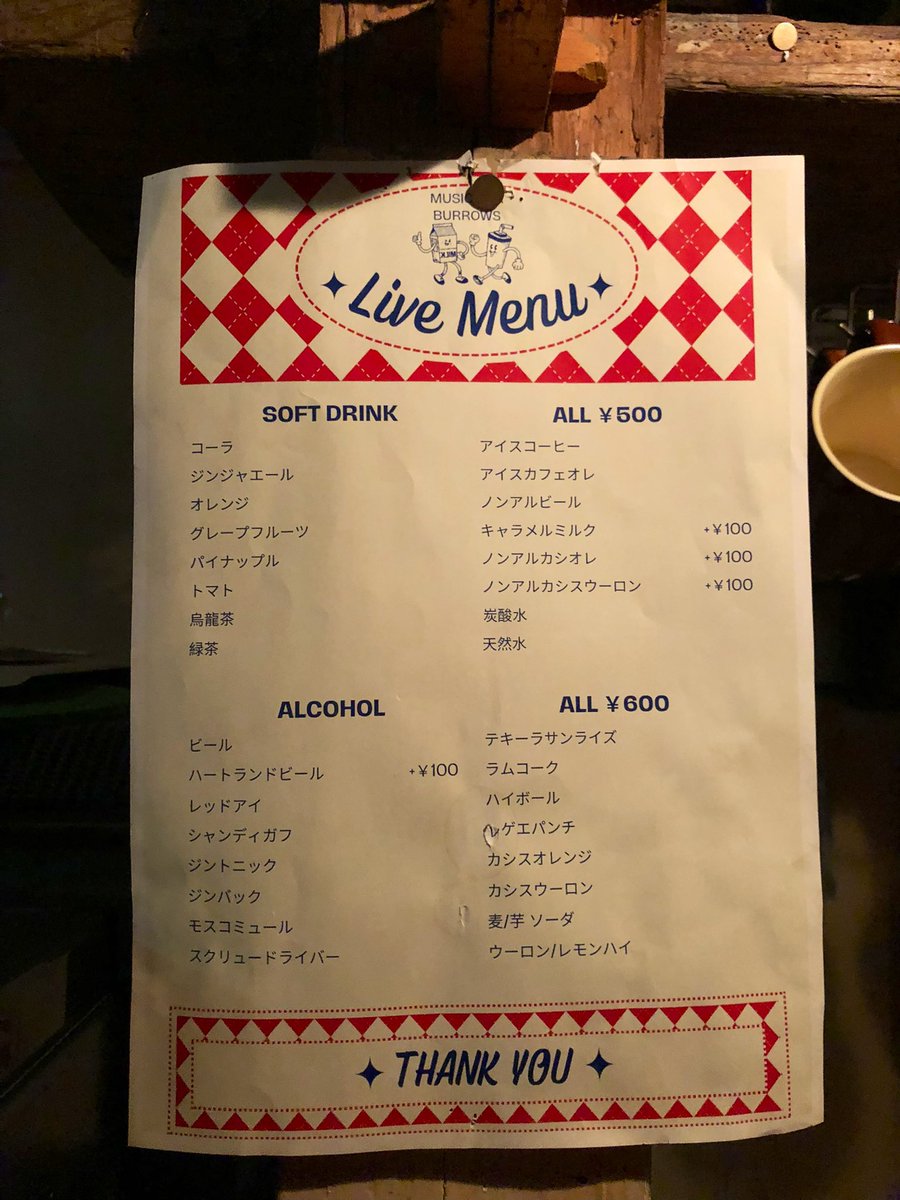 MUSIC
BURROWS
MILK
Live Menu
SOFT DRINK
コーラ
ジンジャエール
オレンジ
グレープフルーツ
パイナップル
トマト
烏龍茶
緑茶
ALL ¥500
アイスコーヒー
アイスカフェオレ
ノンアルビール
キャラメルミルク +¥100
ノンアルカシオレ +¥100
ノンアルカシスウーロン +¥100
炭酸水
天然水
ALCOHOL
ビール
ハートランドビール +¥100
レッドアイ
シャンディガフ
ジントニック
ジンバック
モスコミュール
スクリュードライバー
ALL ¥600
テキーラサンライズ
ラムコーク
ハイボール
レゲエパンチ
カシスオレンジ
カシスウーロン
麦/芋 ソーダ
ウーロン/レモンハイ
THANK YOU